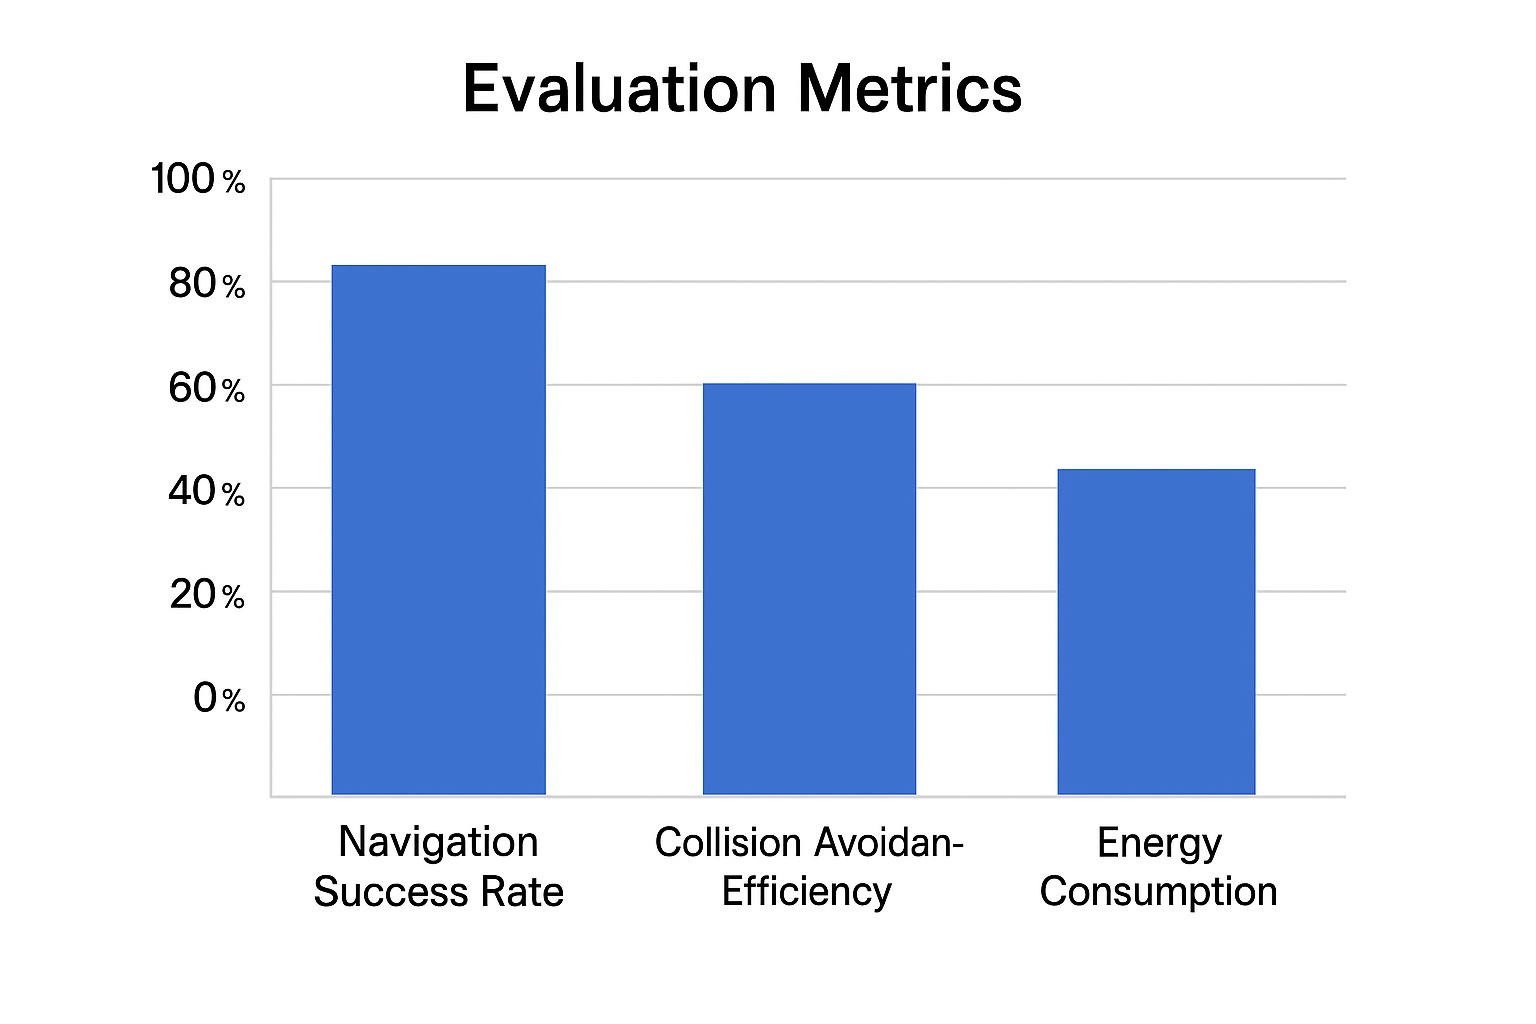 Evaluation Metrics
100 %
80 %
60 %
40 %
20 %
0 %
Navigation
Success Rate
Collision Avoidan-
Efficiency
Energy
Consumption